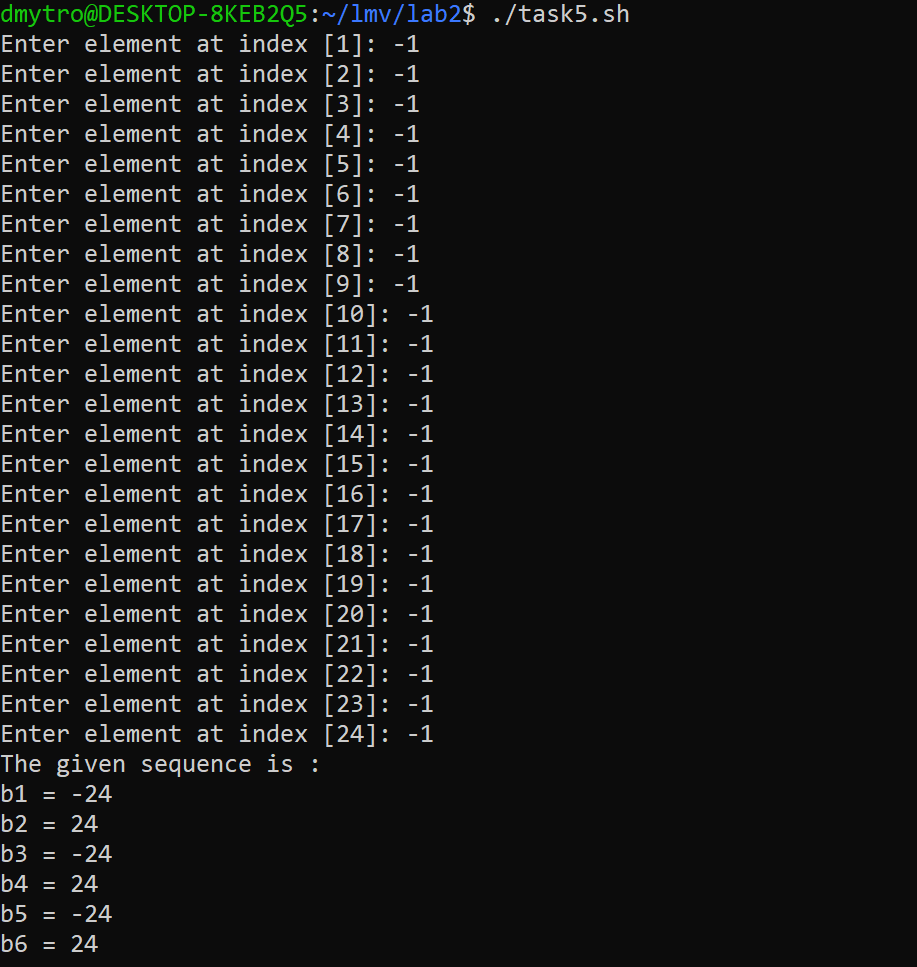 dmytro@DESKTOP-8KEB2Q5:~/lmv/lab2$ ./task5.sh
Enter element at index [1]: -1
Enter element at index [2]: -1
Enter element at index [3]: -1
Enter element at index [4]: -1
Enter element at index [5]: -1
Enter element at index [6]: -1
Enter element at index [7]: -1
Enter element at index [8]: -1
Enter element at index [9]: -1
Enter element at index [10]: -1
Enter element at index [11]: -1
Enter element at index [12]: -1
Enter element at index [13]: -1
Enter element at index [14]: -1
Enter element at index [15]: -1
Enter element at index [16]: -1
Enter element at index [17]: -1
Enter element at index [18]: -1
Enter element at index [19]: -1
Enter element at index [20]: -1
Enter element at index [21]: -1
Enter element at index [22]: -1
Enter element at index [23]: -1
Enter element at index [24]: -1
The given sequence is :
b1 = -24
b2 = 24
b3 = -24
b4 = 24
b5 = -24
b6 = 24